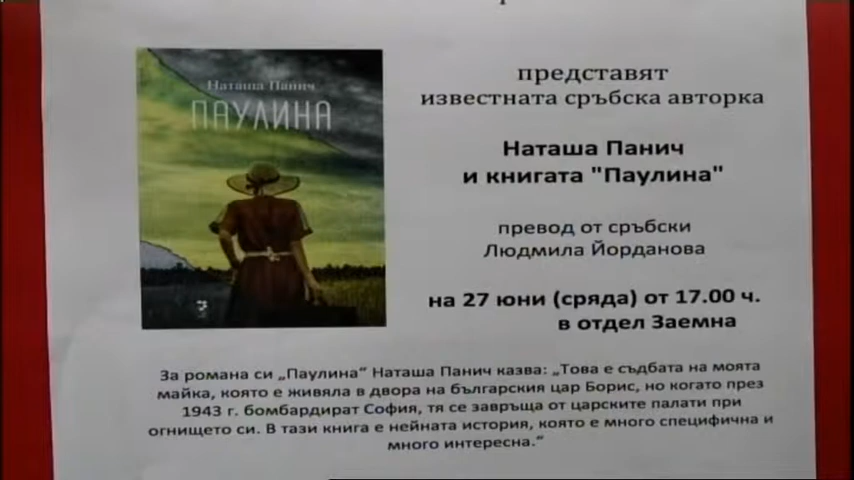 Наташа Панич
ПАУЛИНА
представят
известната сръбска авторка
Наташа Панич
и книгата "Паулина"
превод от сръбски
Людмила Йорданова
на 27 юни (сряда) от 17.00 ч.
в отдел Заемна
За романа си „Паулина“ Наташа Панич казва: „Това е съдбата на моята
майка, която е живяла в двора на българския цар Борис, но когато през
1943 г. бомбардират София, тя се завръща от царските палати при
огнището си. В тази книга е нейната история, която е много специфична и
много интересна.“